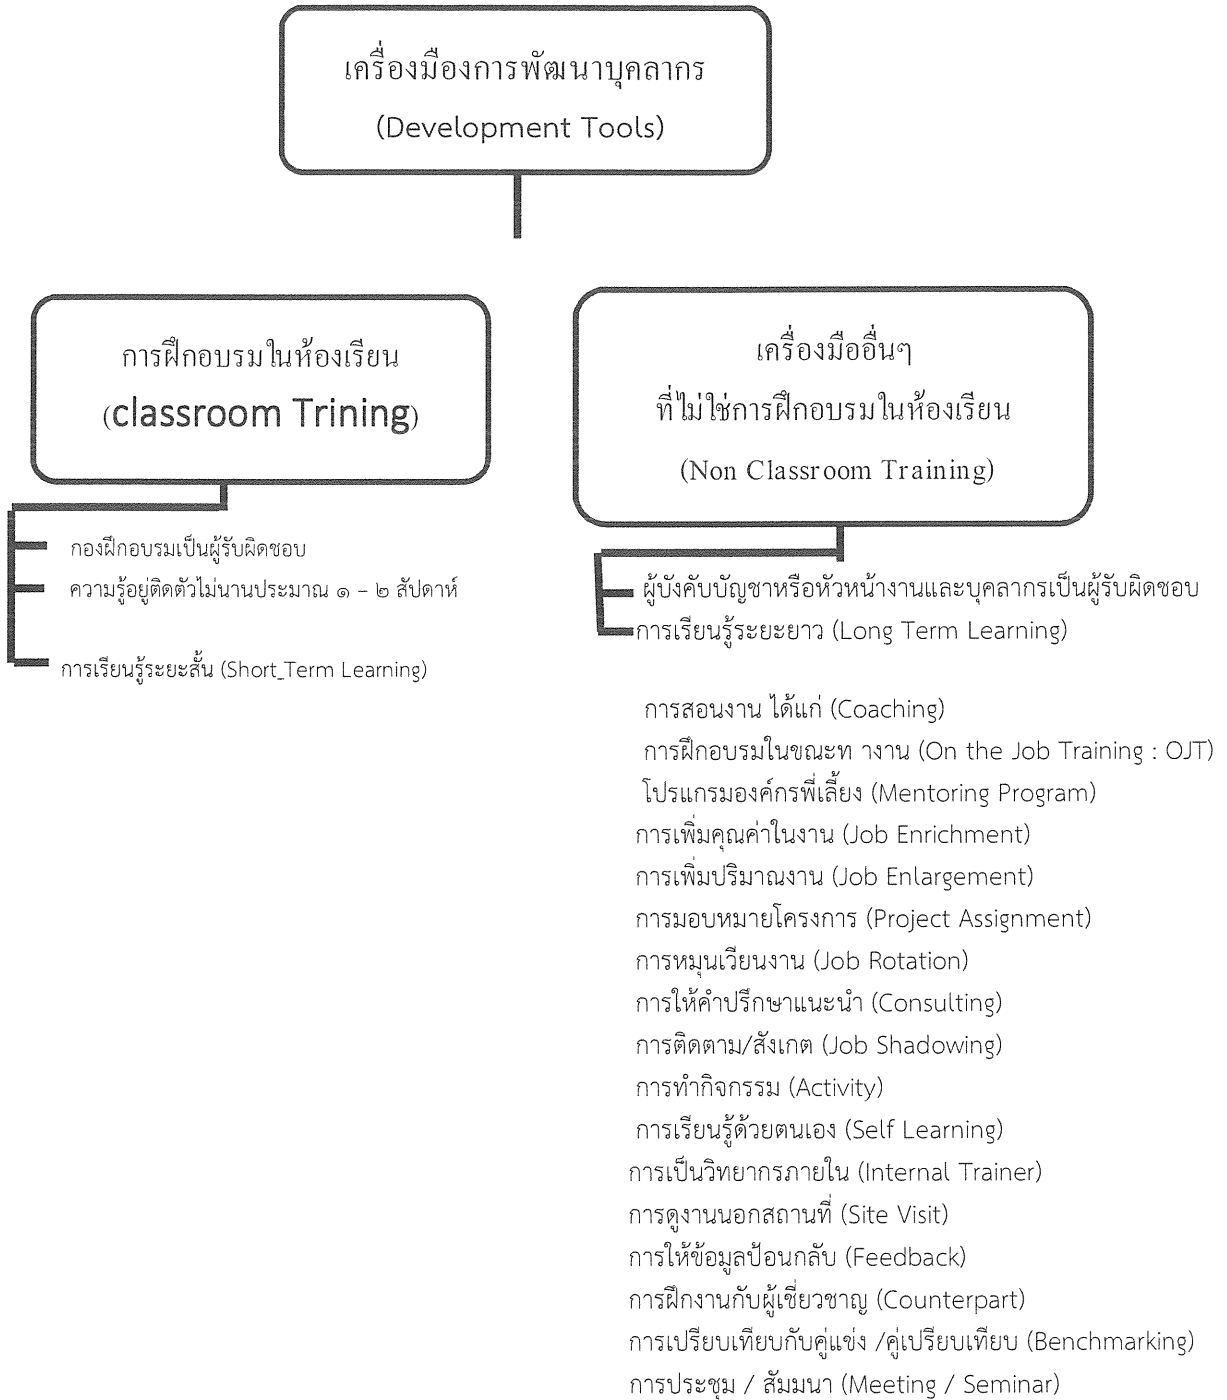 เครื่องมืองการพัฒนาบุคลากร
(Development Tools)
การฝึกอบรมในห้องเรียน
(classroom Trining)
กองฝึกอบรมเป็นผู้รับผิดชอบ
ความรู้อยู่ติดตัวไม่นานประมาณ ๑ – ๒ สัปดาห์
การเรียนรู้ระยะสั้น (Short_Term Learning)
เครื่องมืออื่นๆ
ที่ไม่ใช่การฝึกอบรมในห้องเรียน
(Non Classroom Training)
ผู้บังคับบัญชาหรือหัวหน้างานและบุคลากรเป็นผู้รับผิดชอบ
การเรียนรู้ระยะยาว (Long Term Learning)
การสอนงาน ได้แก่ (Coaching)
การฝึกอบรมในขณะท างาน (On the Job Training : OJT)
โปรแกรมองค์กรพี่เลี้ยง (Mentoring Program)
การเพิ่มคุณค่าในงาน (Job Enrichment)
การเพิ่มปริมาณงาน (Job Enlargement)
การมอบหมายโครงการ (Project Assignment)
การหมุนเวียนงาน (Job Rotation)
การให้คำปรึกษาแนะนำ (Consulting)
การติดตาม/สังเกต (Job Shadowing)
การทำกิจกรรม (Activity)
การเรียนรู้ด้วยตนเอง (Self Learning)
การเป็นวิทยากรภายใน (Internal Trainer)
การดูงานนอกสถานที่ (Site Visit)
การให้ข้อมูลป้อนกลับ (Feedback)
การฝึกงานกับผู้เชี่ยวชาญ (Counterpart)
การเปรียบเทียบกับคู่แข่ง /คู่เปรียบเทียบ (Benchmarking)
การประชุม / สัมมนา (Meeting / Seminar)